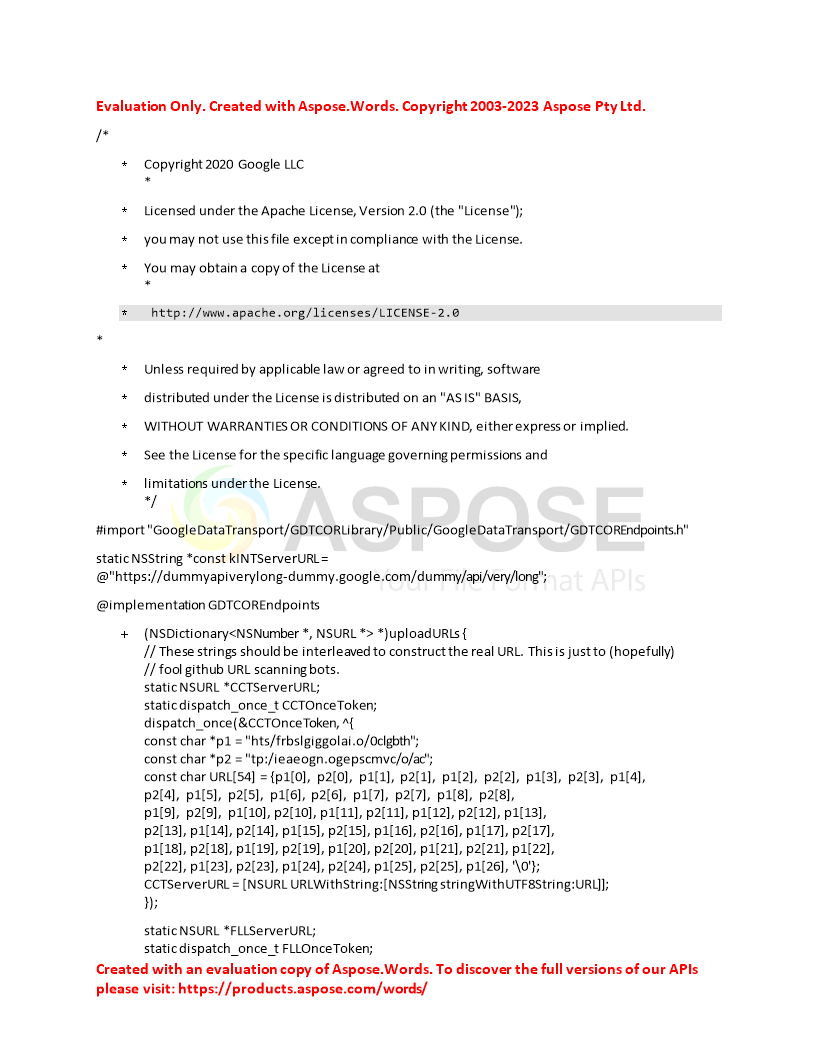 Evaluation Only. Created with Aspose.Words. Copyright 2003-2023 Aspose Pty Ltd.
/*
* Copyright 2020 Google LLC
*
* Licensed under the Apache License, Version 2.0 (the "License");
* you may not use this file except in compliance with the License.
* You may obtain a copy of the License at
*
* http://www.apache.org/licenses/LICENSE-2.0
*
* Unless required by applicable law or agreed to in writing, software
* distributed under the License is distributed on an "AS IS" BASIS,
* WITHOUT WARRANTIES OR CONDITIONS OF ANY KIND, either express or implied.
* See the License for the specific language governing permissions and
* limitations under the License.
*/
ASPOSE
#import "GoogleDataTransport/GDTCORLibrary/Public/GoogleDataTransport/GDTCOREndpoints.h"
static NSString *const kINTServerURL =
@"https://dummyapiverylong-dummy.google.com/dummy/api/very/long";
Your File Format APIs
@implementation GDTCOREndpoints
+ (NSDictionary<NSNumber *, NSURL *> *)uploadURLs {
// These strings should be interleaved to construct the real URL. This is just to (hopefully)
// fool github URL scanning bots.
static NSURL *CCTServerURL;
static dispatch_once_t CCTOnceToken;
dispatch_once(&CCTOnceToken, ^{
const char *p1 = "hts/frbslgiggolai.o/0clgbth";
const char *p2 = "tp:/ieaeogn.ogepscmvc/o/ac";
const char URL[54] = {p1[0], p2[0], p1[1], p2[1], p1[2], p2[2], p1[3], p2[3], p1[4],
p2[4], p1[5], p2[5], p1[6], p2[6], p1[7], p2[7], p1[8], p2[8],
p1[9], p2[9], p1[10], p2[10], p1[11], p2[11], p1[12], p2[12], p1[13],
p2[13], p1[14], p2[14], p1[15], p2[15], p1[16], p2[16], p1[17], p2[17],
p1[18], p2[18], p1[19], p2[19], p1[20], p2[20], p1[21], p2[21], p1[22],
p2[22], p1[23], p2[23], p1[24], p2[24], p1[25], p2[25], p1[26], '\0'};
CCTServerURL = [NSURL URLWithString:[NSString stringWithUTF8String:URL]];
});
static NSURL *FLLServerURL;
static dispatch_once_t FLLOnceToken;
Created with an evaluation copy of Aspose.Words. To discover the full versions of our APIs
please visit: https://products.aspose.com/words/